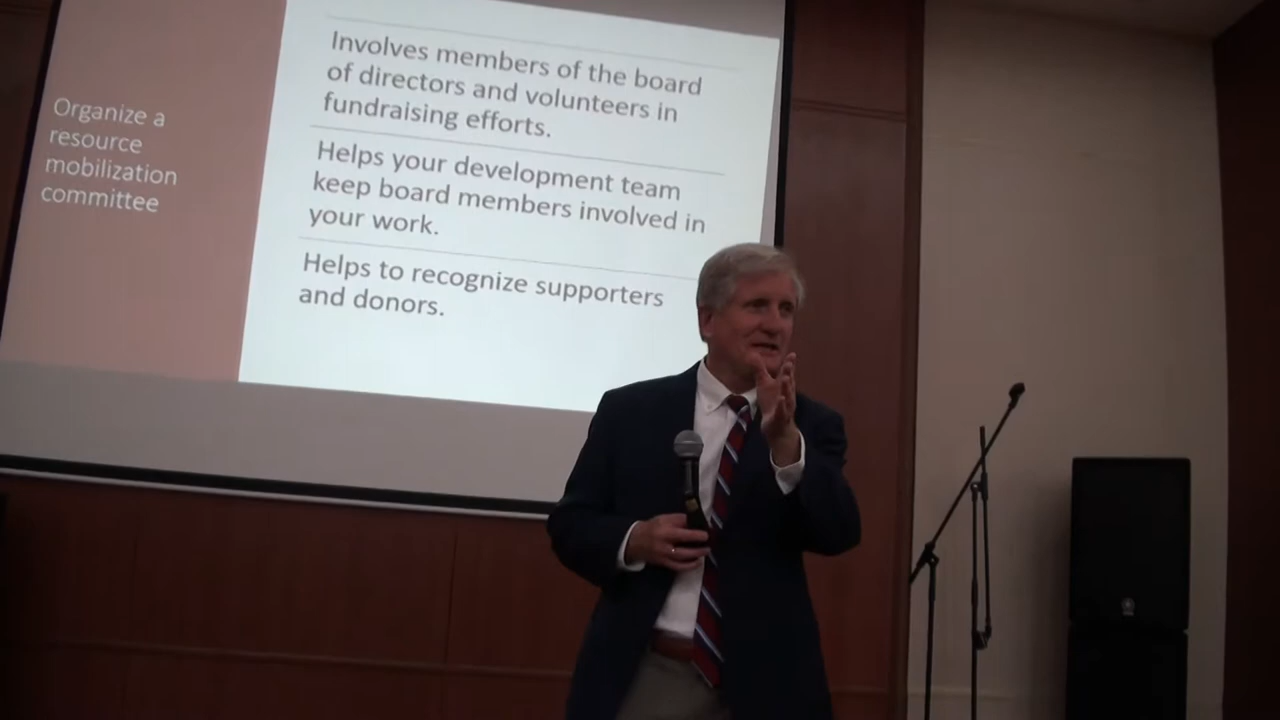 Organize a
resource
mobilization
committee
Involves members of the board
of directors and volunteers in
fundraising efforts.
Helps your development team
keep board members involved in
your work.
Helps to recognize supporters
and donors.